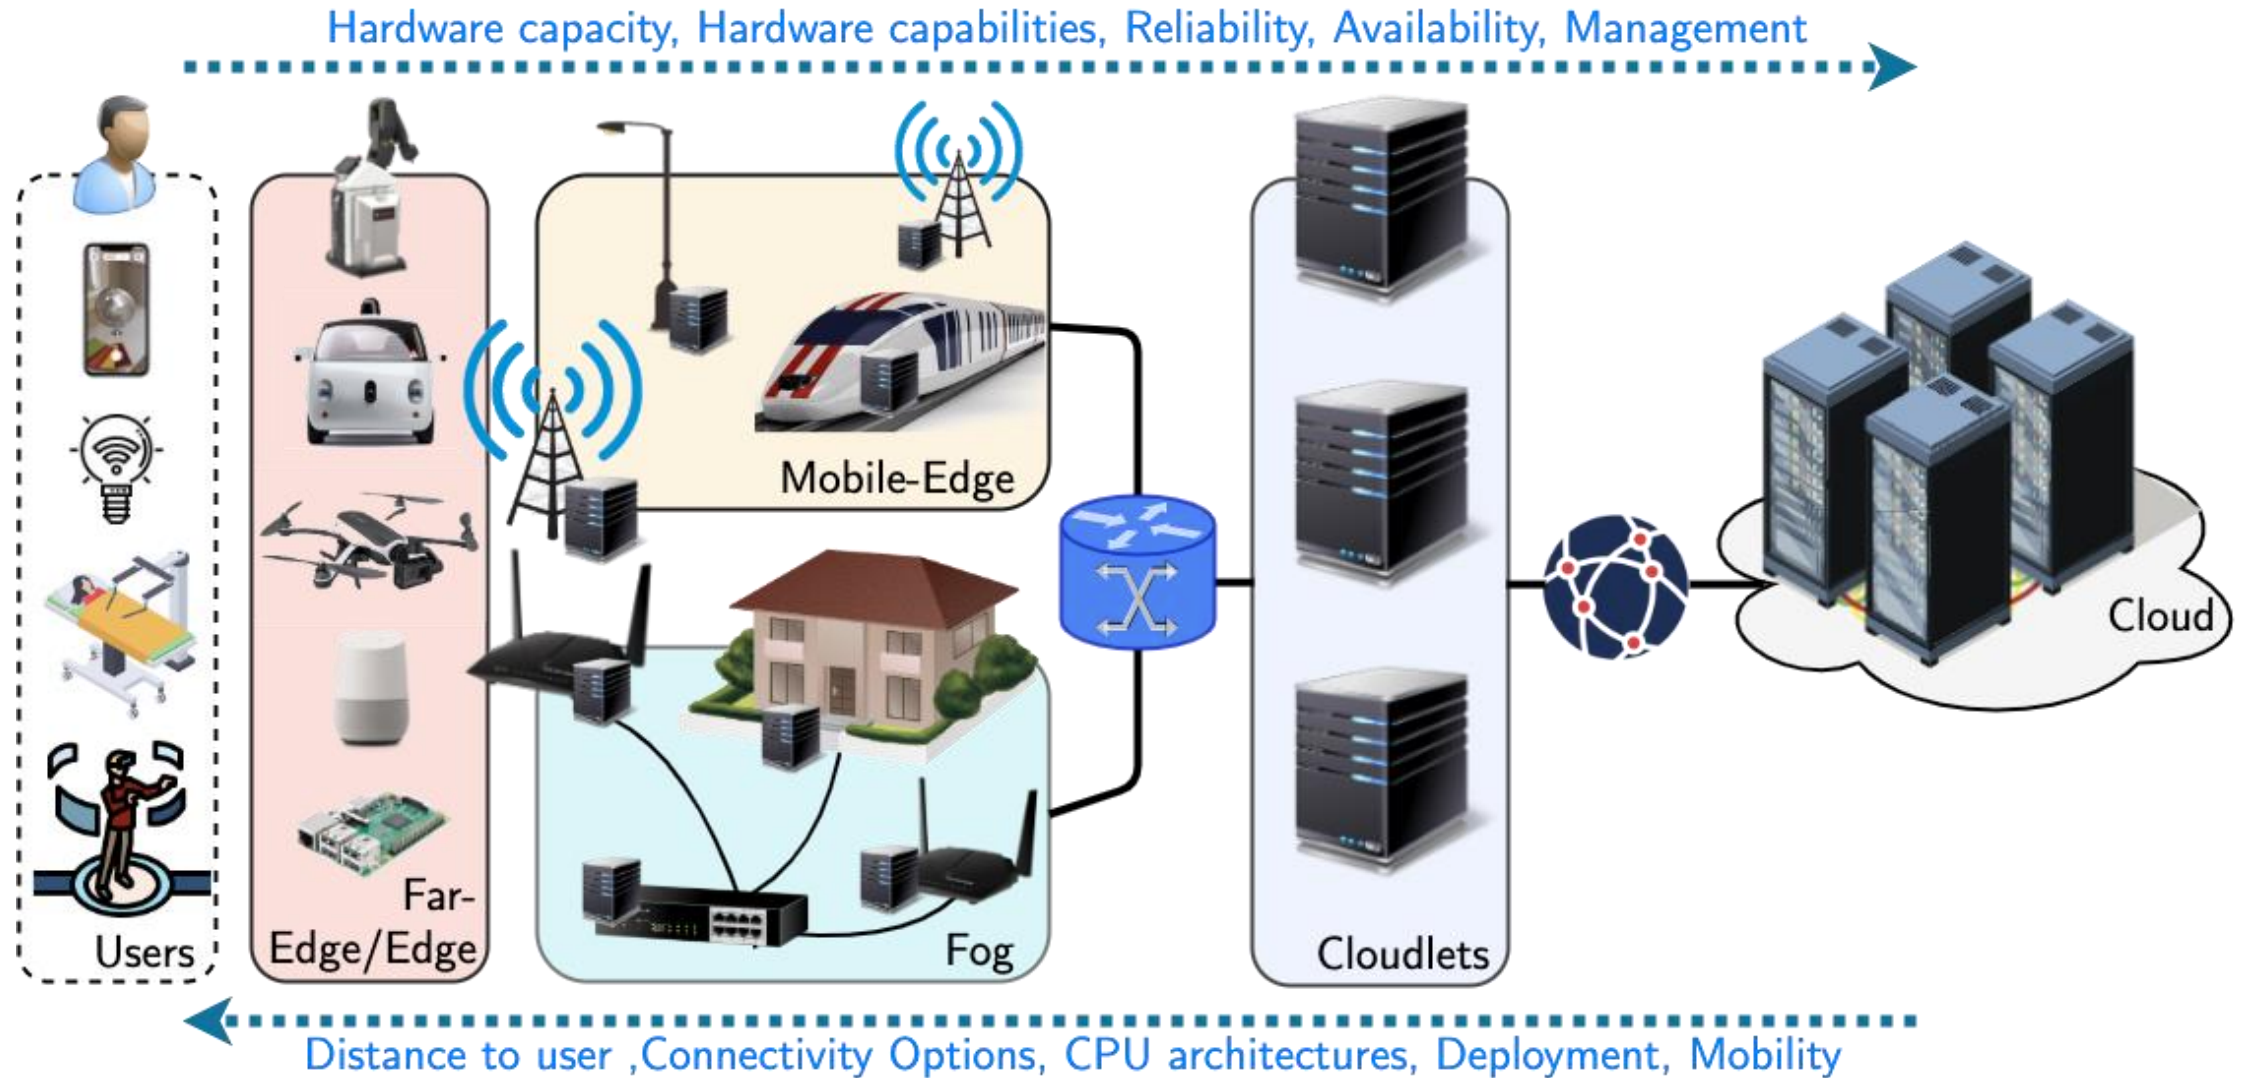 Hardware capacity, Hardware capabilities, Reliability, Availability, Management
Mobile-Edge
Cloud
Far-
Edge/Edge
Users
Fog
Cloudlets
Distance to user ,Connectivity Options, CPU architectures, Deployment, Mobility